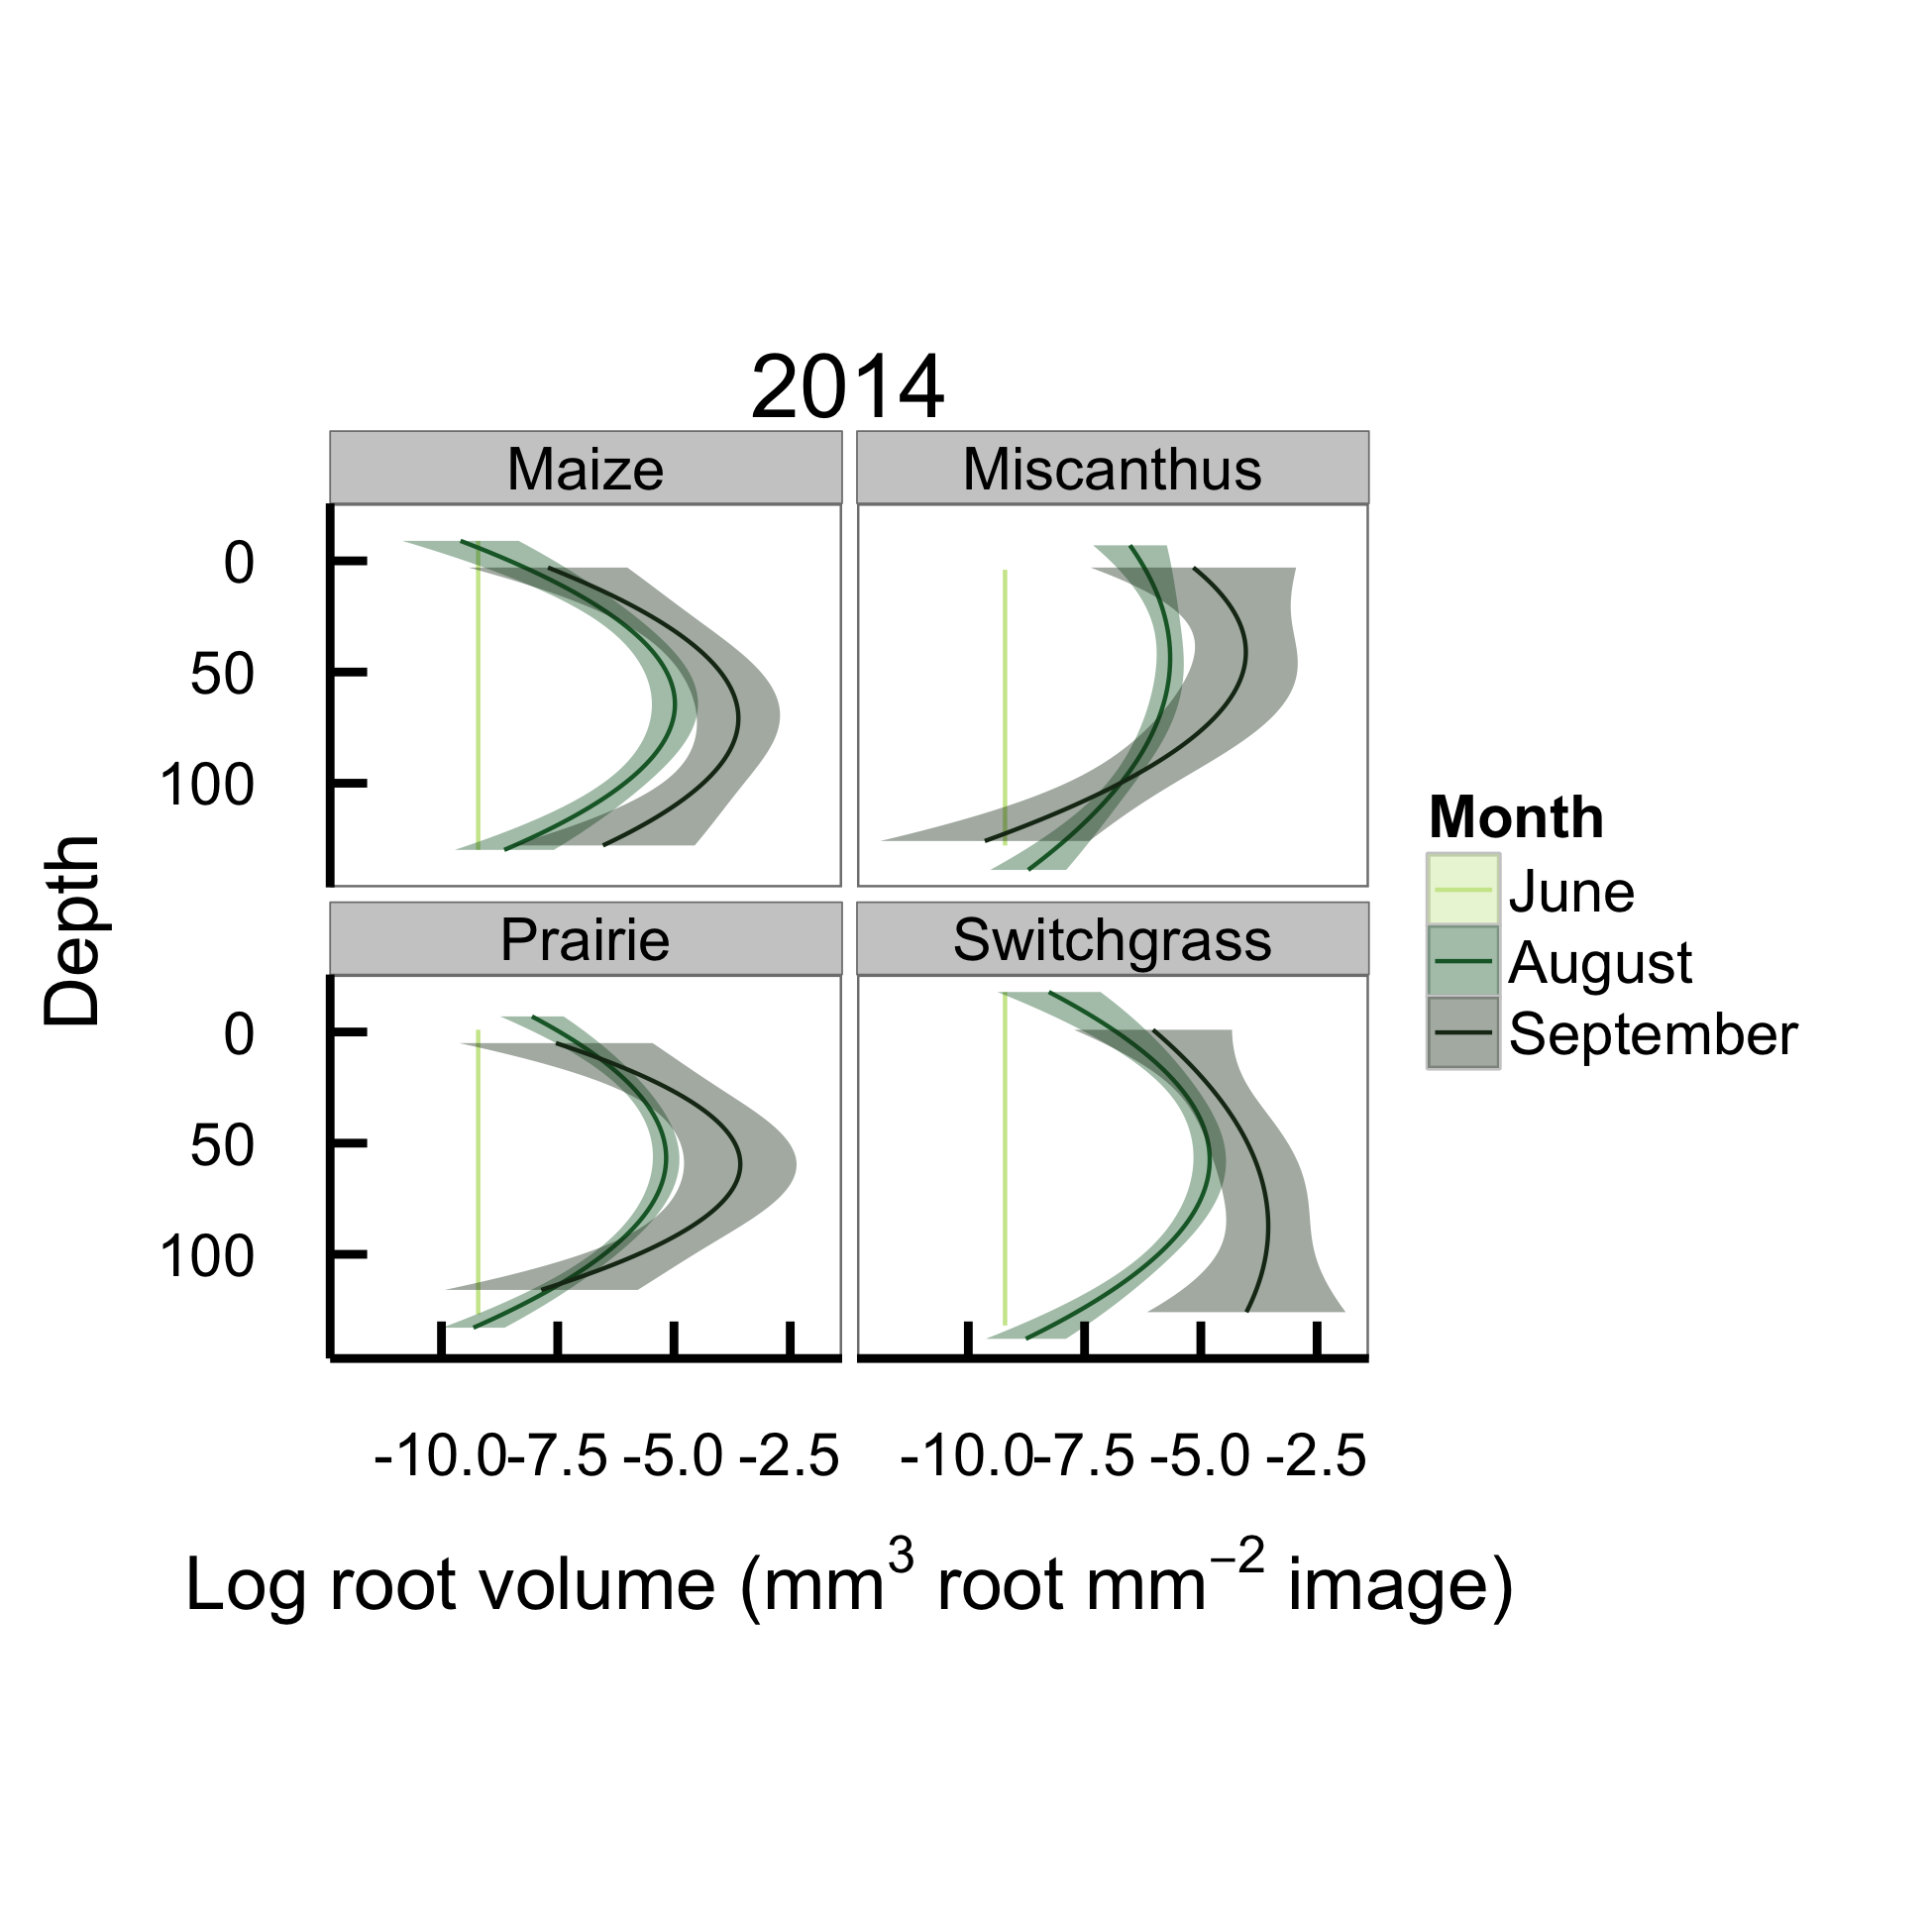 2014
Maize Miscanthus
0
50
100
Prairie Switchgrass
0
50
100
Depth
-10.0 -7.5 -5.0 -2.5 -10.0 -7.5 -5.0 -2.5
Log root volume (mm³ root mm⁻² image)
Month
June
August
September